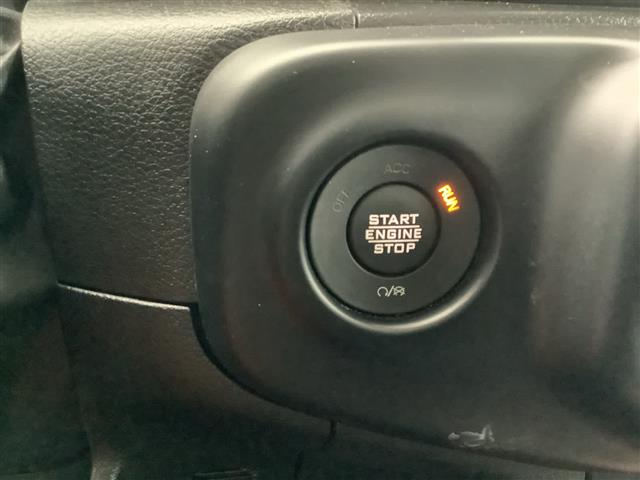 ACC
OFF
RUN
START
ENGINE
STOP